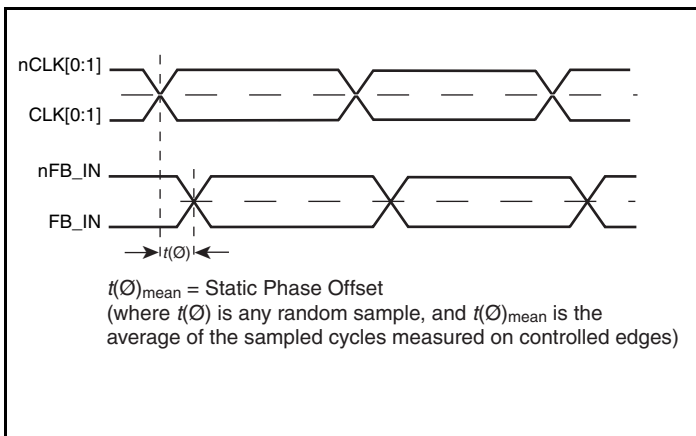 nCLK[0:1]
CLK[0:1]
nFB_IN
FB_IN
t(Ø)
t(Ø)mean = Static Phase Offset
(where t(Ø) is any random sample, and t(Ø)mean is the
average of the sampled cycles measured on controlled edges)